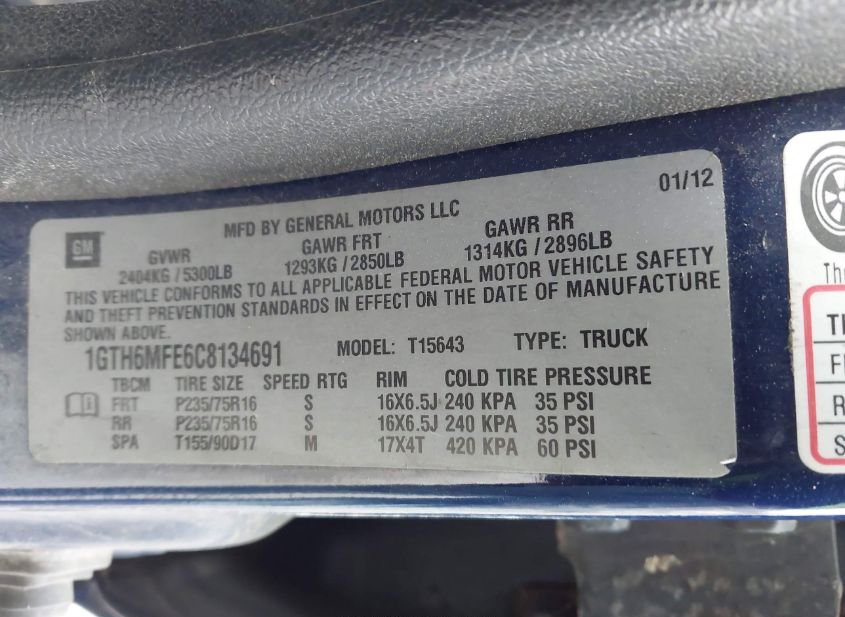 01/12
MFD BY GENERAL MOTORS LLC
GM
GVWR GAWR FRT GAWR RR
2404KG / 5300LB 1293KG / 2850LB 1314KG / 2896LB
THIS VEHICLE CONFORMS TO ALL APPLICABLE FEDERAL MOTOR VEHICLE SAFETY
AND THEFT PREVENTION STANDARDS IN EFFECT ON THE DATE OF MANUFACTURE
SHOWN ABOVE.
1GTH6MFE6C8134691 MODEL: T15643 TYPE: TRUCK
TBCM TIRE SIZE SPEED RTG RIM COLD TIRE PRESSURE
FRT P235/75R16 S 16X6.5J 240 KPA 35 PSI
RR P235/75R16 S 16X6.5J 240 KPA 35 PSI
SPA T155/90D17 M 17X4T 420 KPA 60 PSI